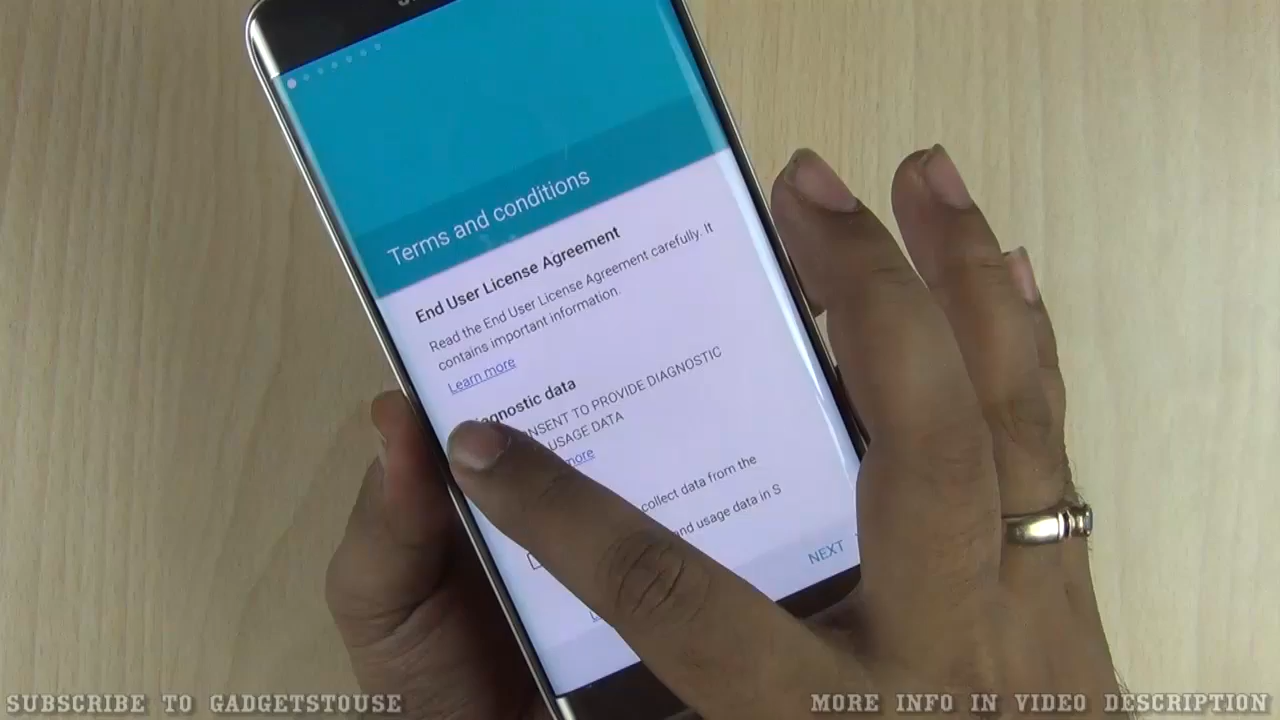 Terms and conditions
End User License Agreement
Read the End User License Agreement carefully. It
contains important information.
Learn more
Diagnostic data
CONSENT TO PROVIDE DIAGNOSTIC
USAGE DATA
more
collect data from the
and usage data in S
NEXT
SUBSCRIBE TO GADGETSTOUSE
MORE INFO IN VIDEO DESCRIPTION